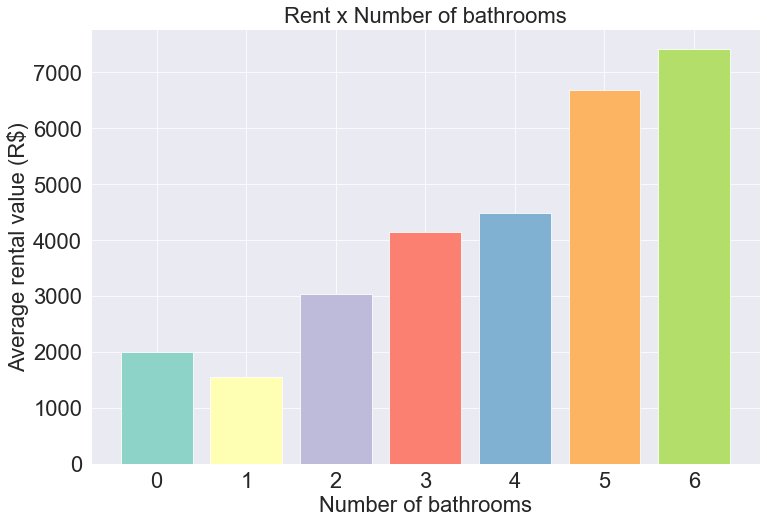 Rent x Number of bathrooms
Average rental value (R$)
7000
6000
5000
4000
3000
2000
1000
0
0 1 2 3 4 5 6
Number of bathrooms